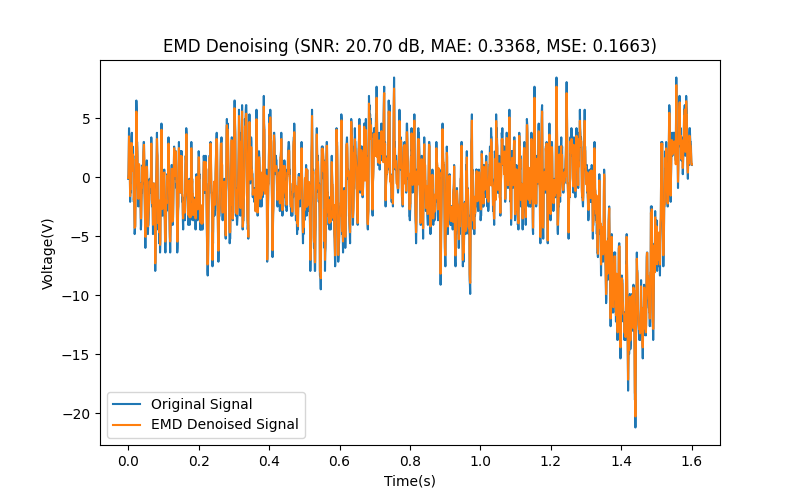 EMD Denoising (SNR: 20.70 dB, MAE: 0.3368, MSE: 0.1663)
5
0
−5
−10
−15
−20
Voltage(V)
Original Signal
EMD Denoised Signal
0.0 0.2 0.4 0.6 0.8 1.0 1.2 1.4 1.6
Time(s)